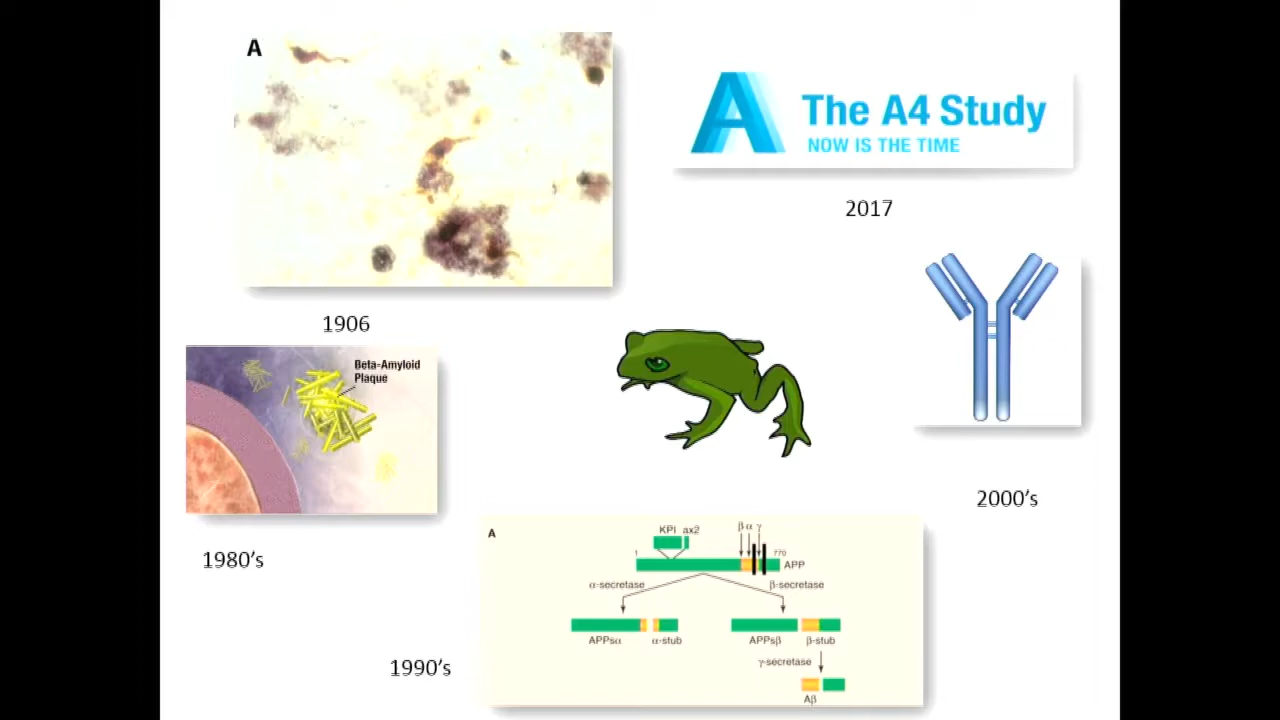 A
The A4 Study
NOW IS THE TIME
2017
1906
Beta-Amyloid
Plaque
2000's
1980's
A
KPI ax2
β α γ
1
770
APP
α-secretase
β-secretase
APPsα
α-stub
APPsβ
β-stub
γ-secretase
Aβ
1990's